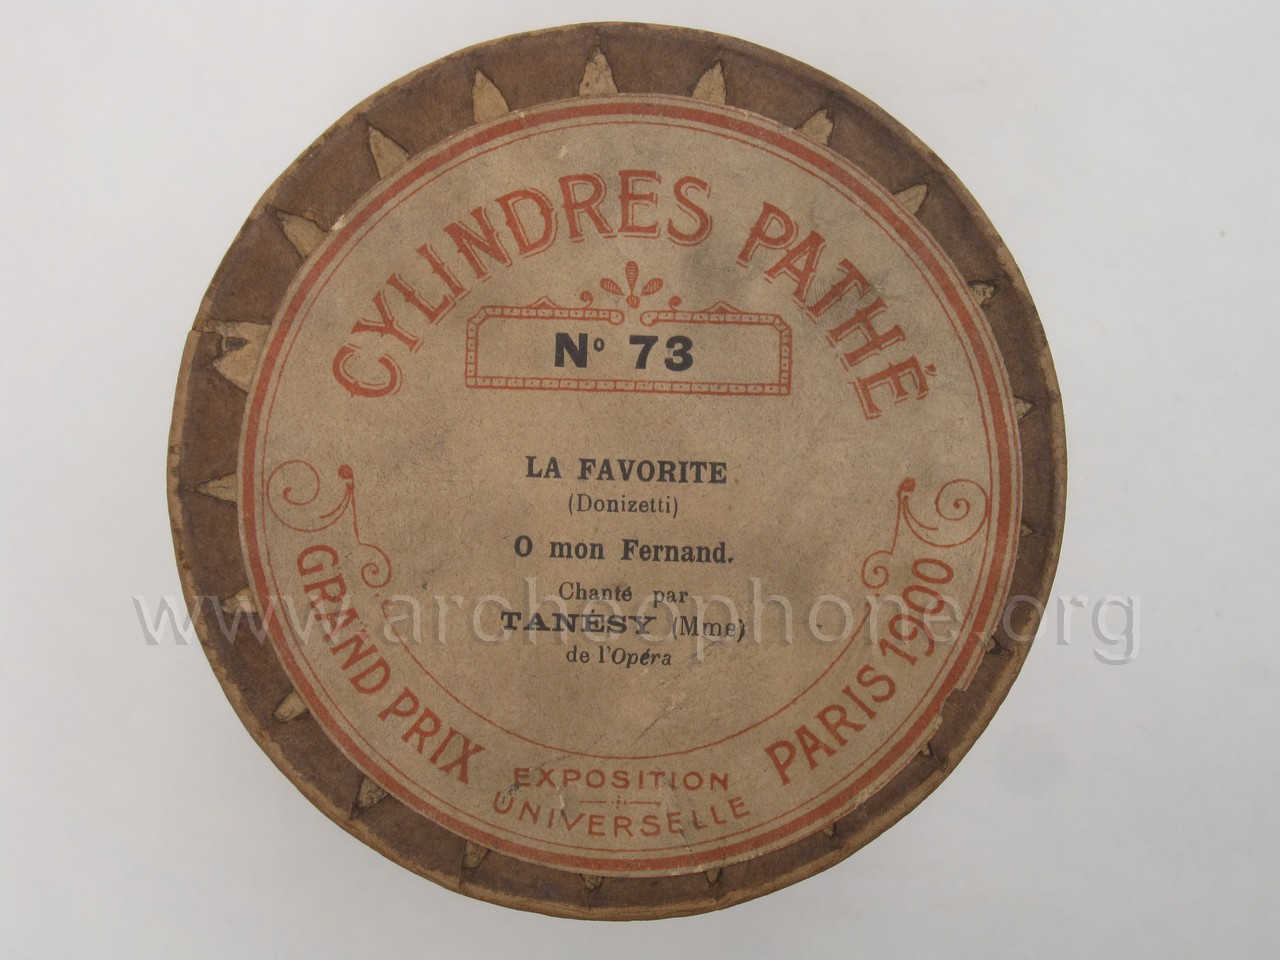 CYLINDRES PATHÉ
Nº 73
LA FAVORITE
(Donizetti)
O mon Fernand.
Chanté par
TANÉSY (Mme)
de l'Opéra
GRAND PRIX
EXPOSITION
UNIVERSELLE
PARIS 1900
www.archeophone.org